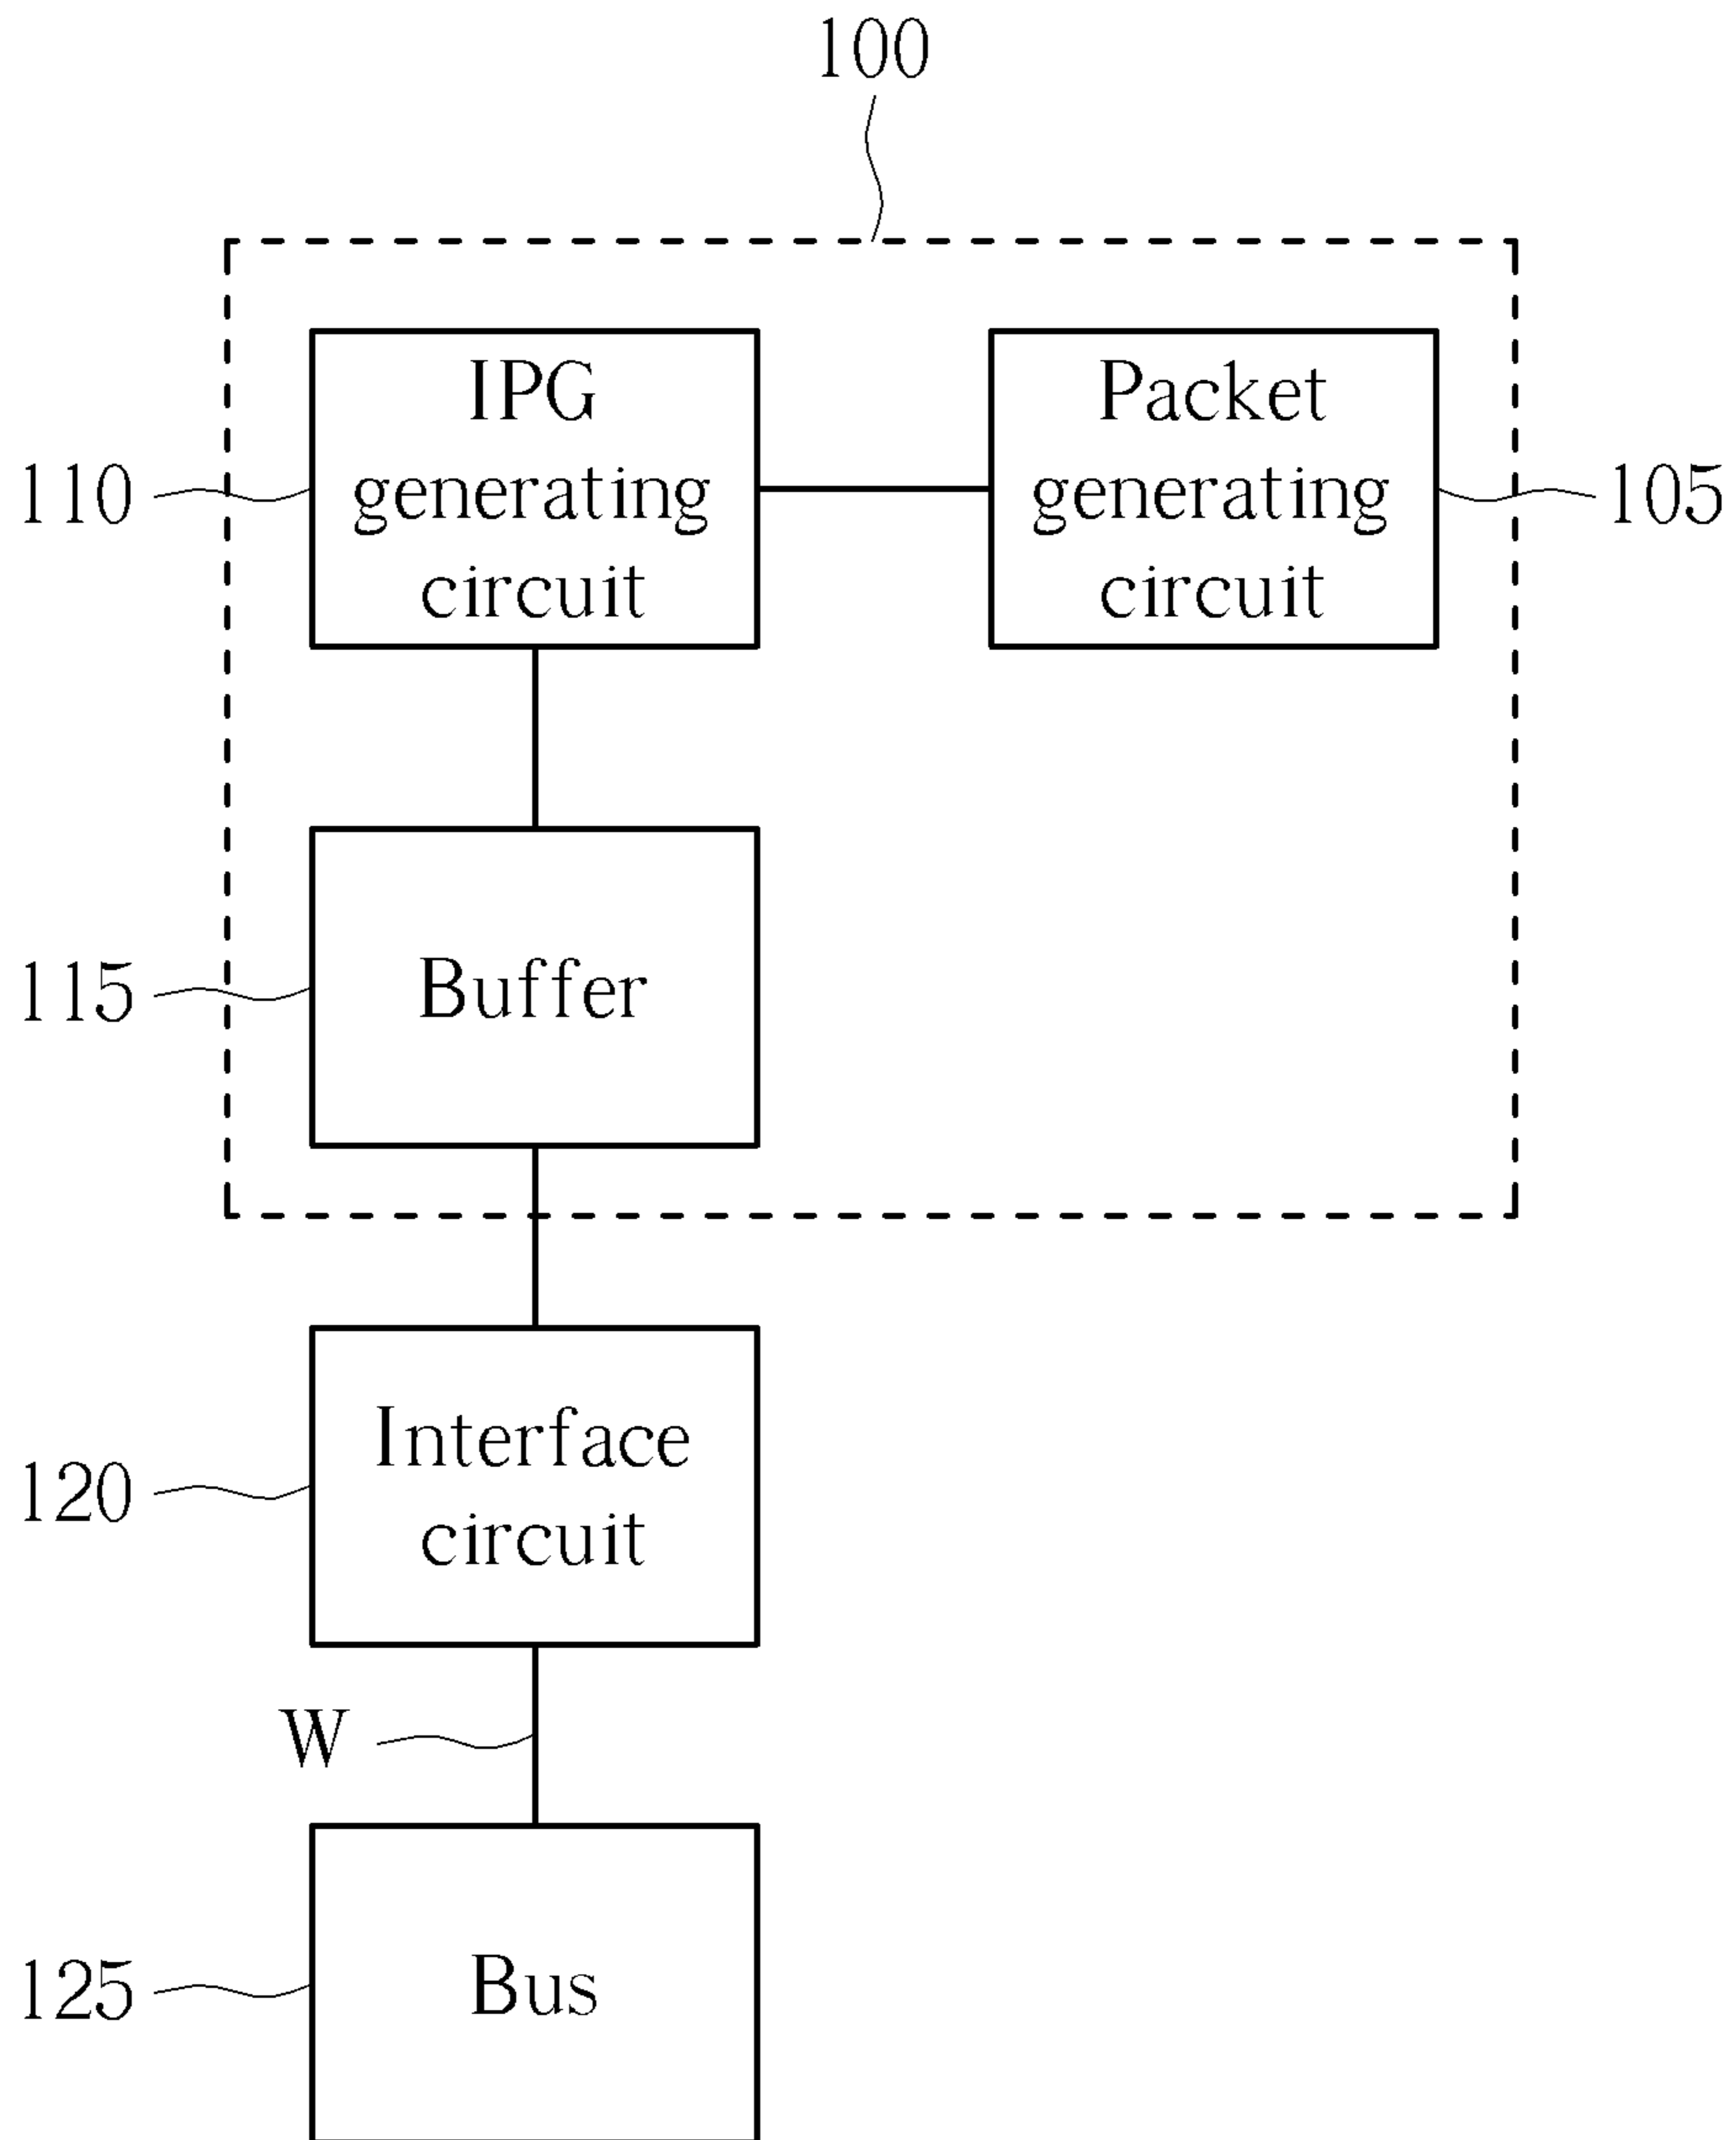 100
IPG
generating
circuit
Packet
generating
circuit
110
105
Buffer
115
Interface
circuit
120
W
Bus
125